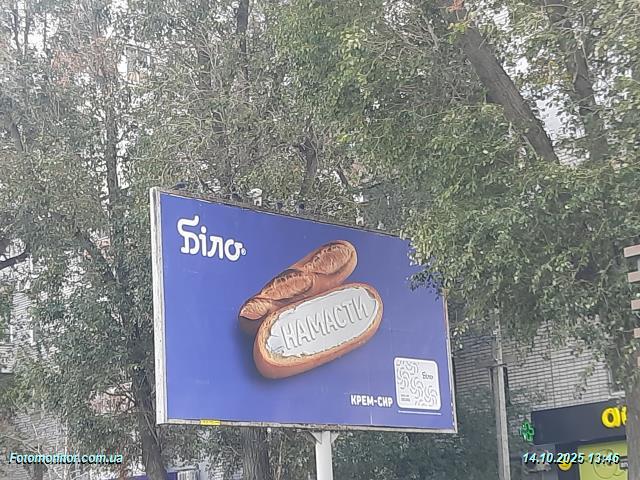 Біло®
НАМАСТИ
КРЕМ-СИР
Біло
Fotomonitor.com.ua
14.10.2025 13:46